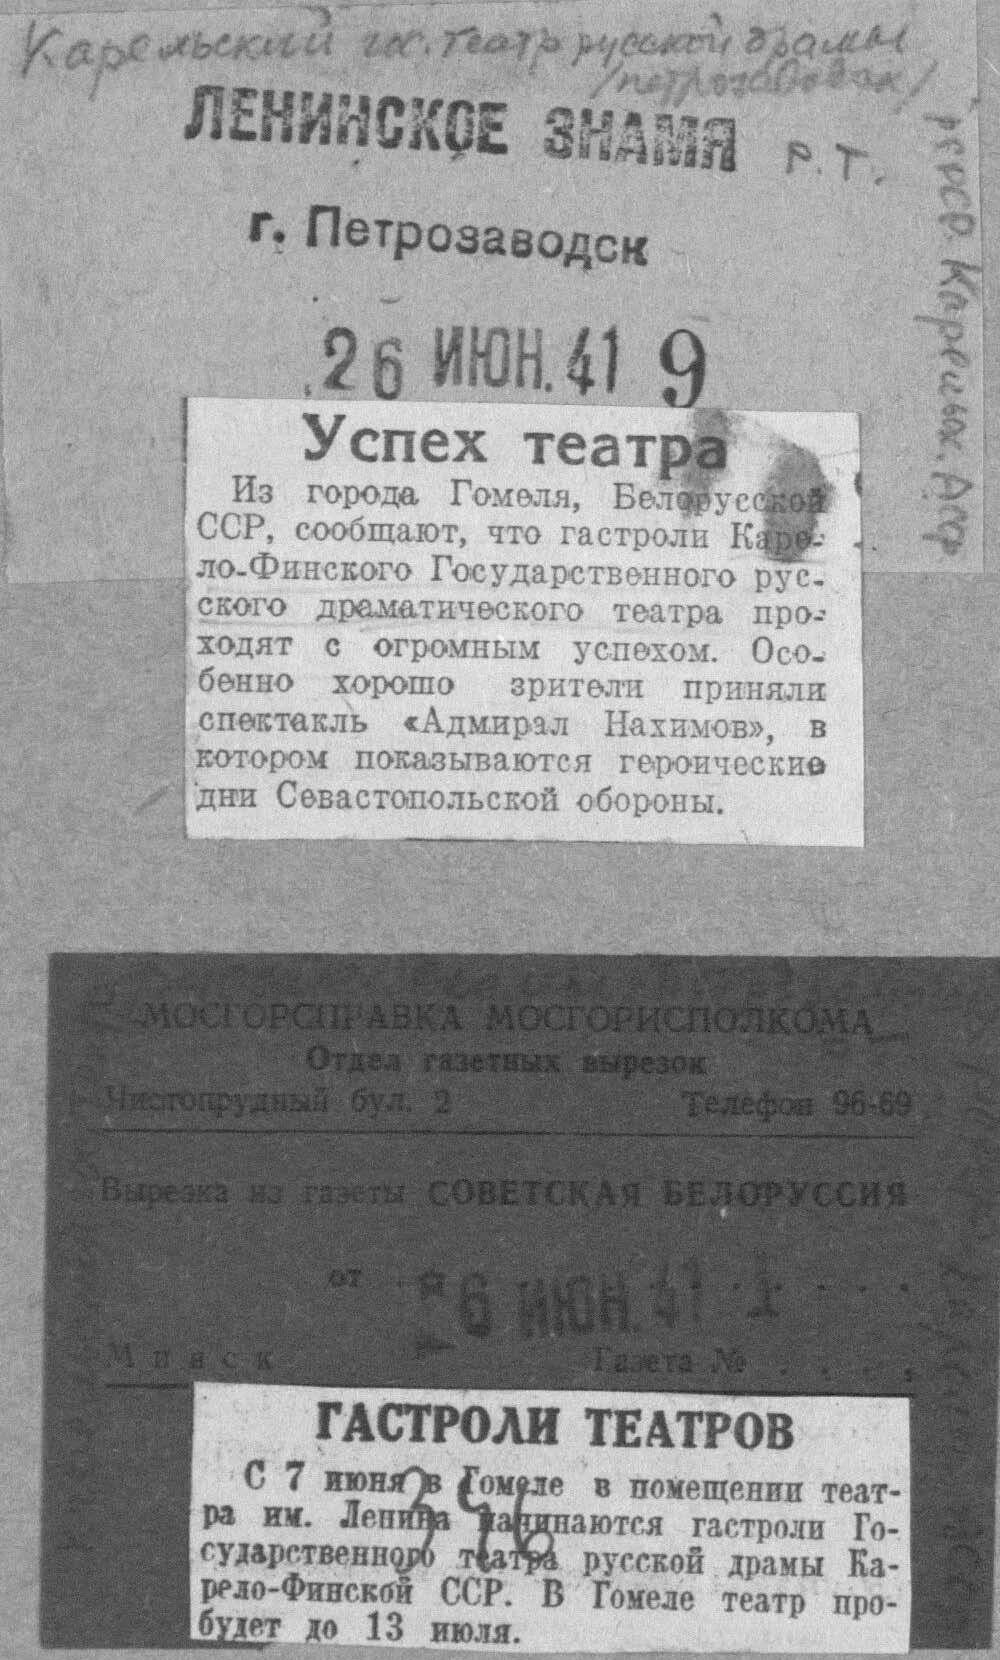 Карельский гос. театр русской драмы
/петрозаводск/
ЛЕНИНСКОЕ ЗНАМЯ Р.Т.
г. Петрозаводск
26 ИЮН. 41 9
РСФСР. Карельск. АССР
Успех театра
Из города Гомеля, Белорусской
ССР, сообщают, что гастроли Каре-
ло-Финского Государственного рус-
ского драматического театра про-
ходят с огромным успехом. Осо-
бенно хорошо зрители приняли
спектакль «Адмирал Нахимов», в
котором показываются героические
дни Севастопольской обороны.
МОСГОРСПРАВКА МОСГОРИСПОЛКОМА
Отдел газетных вырезок
Чистопрудный бул. 2 Телефон 96-69
Вырезка из газеты СОВЕТСКАЯ БЕЛОРУССИЯ
от 6 ИЮН. 41
Минск Газета № . . . .
ГАСТРОЛИ ТЕАТРОВ
С 7 июня в Гомеле в помещении теат-
ра им. Ленина начинаются гастроли Го-
сударственного театра русской драмы Ка-
рело-Финской ССР. В Гомеле театр про-
будет до 13 июля.